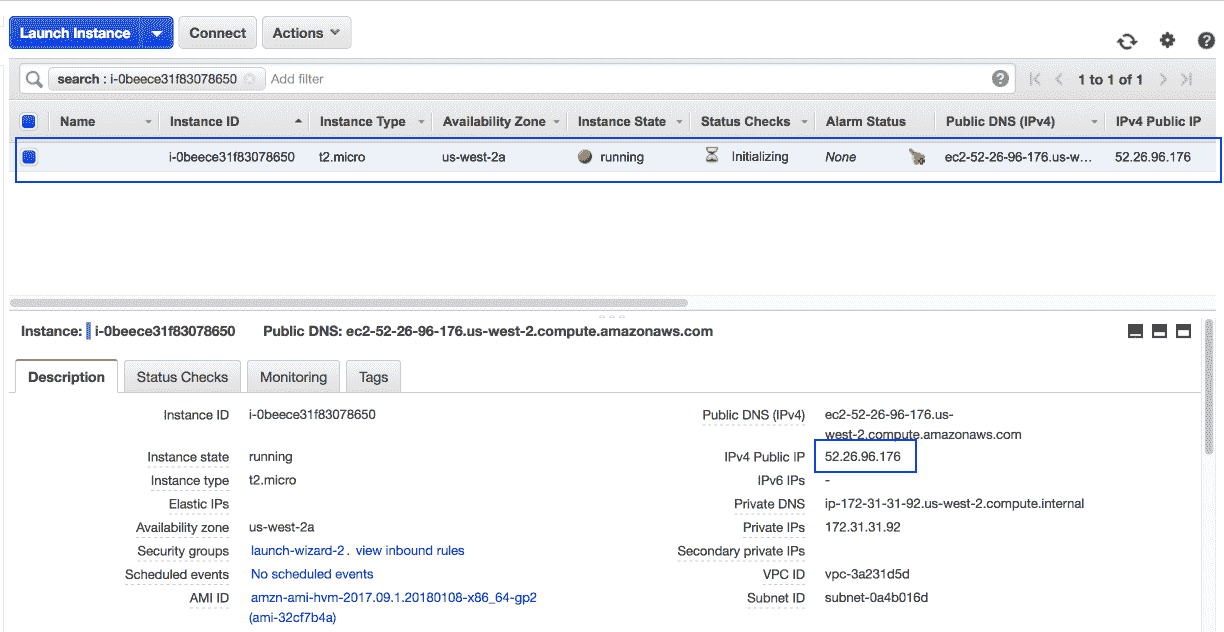 Launch Instance Connect Actions
search : i-0beece31f83078650 Add filter 1 to 1 of 1
Name Instance ID Instance Type Availability Zone Instance State Status Checks Alarm Status Public DNS (IPv4) IPv4 Public IP
i-0beece31f83078650 t2.micro us-west-2a running Initializing None ec2-52-26-96-176.us-w... 52.26.96.176
Instance: i-0beece31f83078650 Public DNS: ec2-52-26-96-176.us-west-2.compute.amazonaws.com
Description Status Checks Monitoring Tags
Instance ID i-0beece31f83078650 Public DNS (IPv4) ec2-52-26-96-176.us-
west-2.compute.amazonaws.com
Instance state running IPv4 Public IP 52.26.96.176
Instance type t2.micro IPv6 IPs -
Elastic IPs Private DNS ip-172-31-31-92.us-west-2.compute.internal
Availability zone us-west-2a Private IPs 172.31.31.92
Security groups launch-wizard-2. view inbound rules Secondary private IPs
Scheduled events No scheduled events VPC ID vpc-3a231d5d
AMI ID amzn-ami-hvm-2017.09.1.20180108-x86_64-gp2 Subnet ID subnet-0a4b016d
(ami-32cf7b4a)